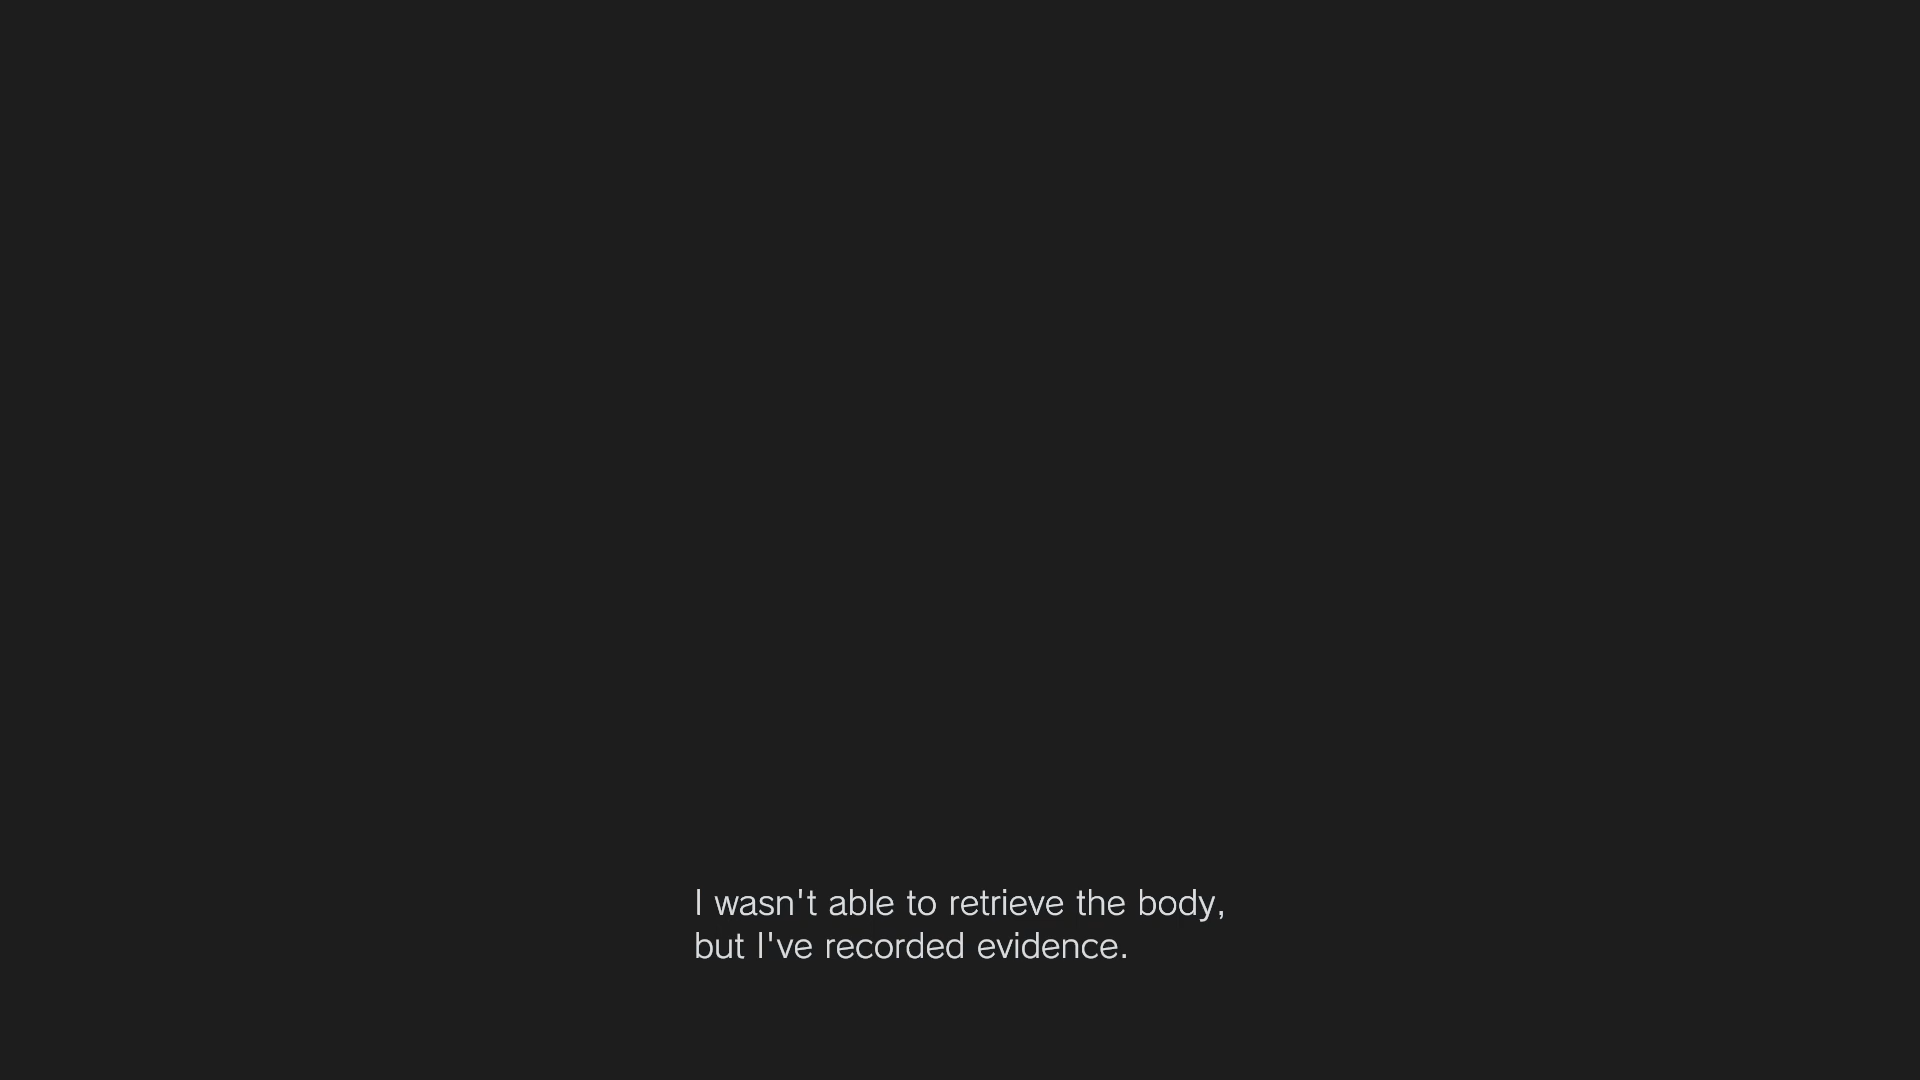 I wasn't able to retrieve the body,
but I've recorded evidence.